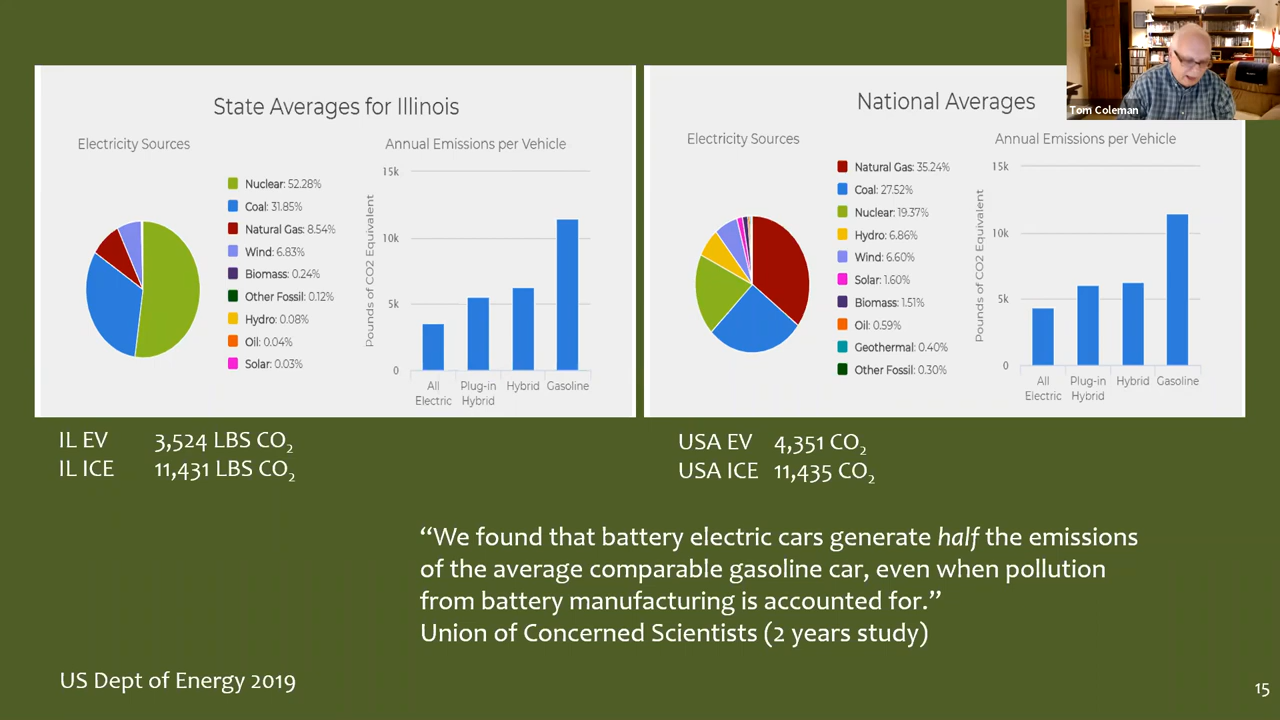 State Averages for Illinois
Electricity Sources
Nuclear: 52.28%
Coal: 31.85%
Natural Gas: 8.54%
Wind: 6.83%
Biomass: 0.24%
Other Fossil: 0.12%
Hydro: 0.08%
Oil: 0.04%
Solar: 0.03%
Annual Emissions per Vehicle
Pounds of CO2 Equivalent
15k
10k
5k
0
All Electric
Plug-in Hybrid
Hybrid
Gasoline
National Averages
Electricity Sources
Natural Gas: 35.24%
Coal: 27.52%
Nuclear: 19.37%
Hydro: 6.86%
Wind: 6.60%
Solar: 1.60%
Biomass: 1.51%
Oil: 0.59%
Geothermal: 0.40%
Other Fossil: 0.30%
Annual Emissions per Vehicle
Pounds of CO2 Equivalent
15k
10k
5k
0
All Electric
Plug-in Hybrid
Hybrid
Gasoline
Tom Coleman
IL EV 3,524 LBS CO₂
IL ICE 11,431 LBS CO₂
USA EV 4,351 CO₂
USA ICE 11,435 CO₂
“We found that battery electric cars generate half the emissions
of the average comparable gasoline car, even when pollution
from battery manufacturing is accounted for.”
Union of Concerned Scientists (2 years study)
US Dept of Energy 2019
15